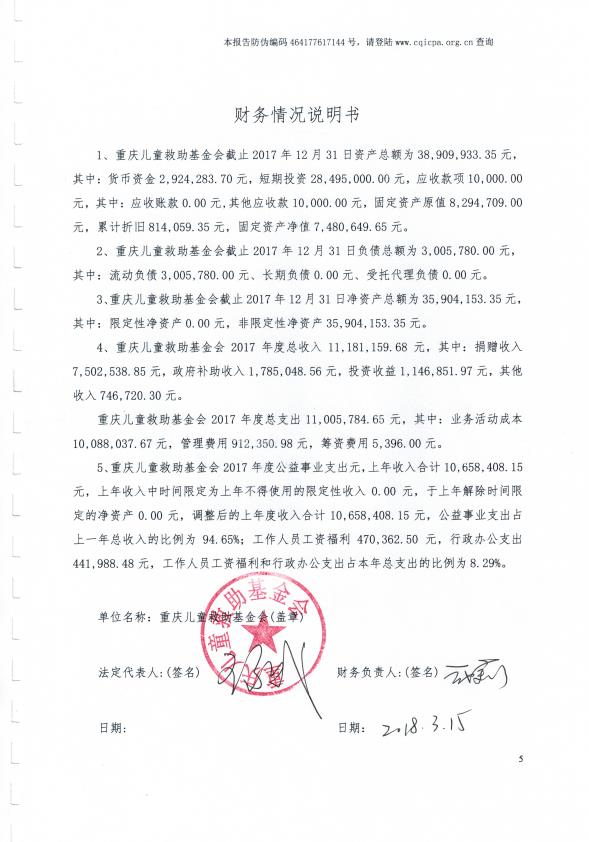 本报告防伪编码 464177617144 号，请登陆 www.cqicpa.org.cn 查询
财务情况说明书
1、重庆儿童救助基金会截止 2017 年 12 月 31 日资产总额为 38,909,933.35 元，
其中：货币资金 2,924,283.70 元，短期投资 28,495,000.00 元，应收款项 10,000.00
元，其中：应收账款 0.00 元,其他应收款 10,000.00 元，固定资产原值 8,294,709.00
元，累计折旧 814,059.35 元，固定资产净值 7,480,649.65 元。
2、重庆儿童救助基金会截止 2017 年 12 月 31 日负债总额为 3,005,780.00 元，
其中：流动负债 3,005,780.00 元、长期负债 0.00 元、受托代理负债 0.00 元。
3、重庆儿童救助基金会截止 2017 年 12 月 31 日净资产总额为 35,904,153.35 元，
其中：限定性净资产 0.00 元，非限定性净资产 35,904,153.35 元。
4、重庆儿童救助基金会 2017 年度总收入 11,181,159.68 元，其中：捐赠收入
7,502,538.85 元，政府补助收入 1,785,048.56 元，投资收益 1,146,851.97 元，其他
收入 746,720.30 元。
重庆儿童救助基金会 2017 年度总支出 11,005,784.65 元，其中：业务活动成本
10,088,037.67 元，管理费用 912,350.98 元，筹资费用 5,396.00 元。
5、重庆儿童救助基金会 2017 年度公益事业支出元,上年收入合计 10,658,408.15
元，上年收入中时间限定为上年不得使用的限定性收入 0.00 元，于上年解除时间限
定的净资产 0.00 元，调整后的上年度收入合计 10,658,408.15 元，公益事业支出占
上一年总收入的比例为 94.65%；工作人员工资福利 470,362.50 元，行政办公支出
441,988.48 元，工作人员工资福利和行政办公支出占本年总支出的比例为 8.29%。
单位名称：重庆儿童救助基金会(盖章)
重庆儿童救助基金会
法定代表人:(签名) 财务负责人:(签名)
日期: 日期: 2018.3.15
5